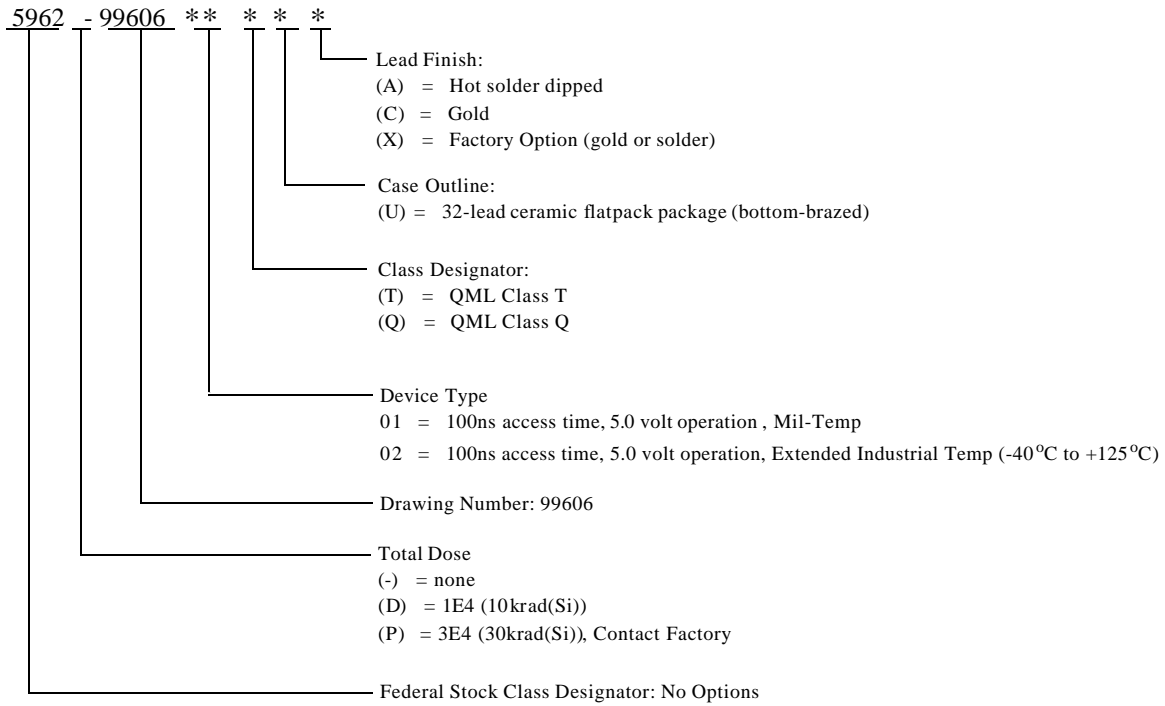 5962 - 99606 ** * * *
Lead Finish:
(A) = Hot solder dipped
(C) = Gold
(X) = Factory Option (gold or solder)
Case Outline:
(U) = 32-lead ceramic flatpack package (bottom-brazed)
Class Designator:
(T) = QML Class T
(Q) = QML Class Q
Device Type
01 = 100ns access time, 5.0 volt operation , Mil-Temp
02 = 100ns access time, 5.0 volt operation, Extended Industrial Temp (-40°C to +125°C)
Drawing Number: 99606
Total Dose
(-) = none
(D) = 1E4 (10krad(Si))
(P) = 3E4 (30krad(Si)), Contact Factory
Federal Stock Class Designator: No Options